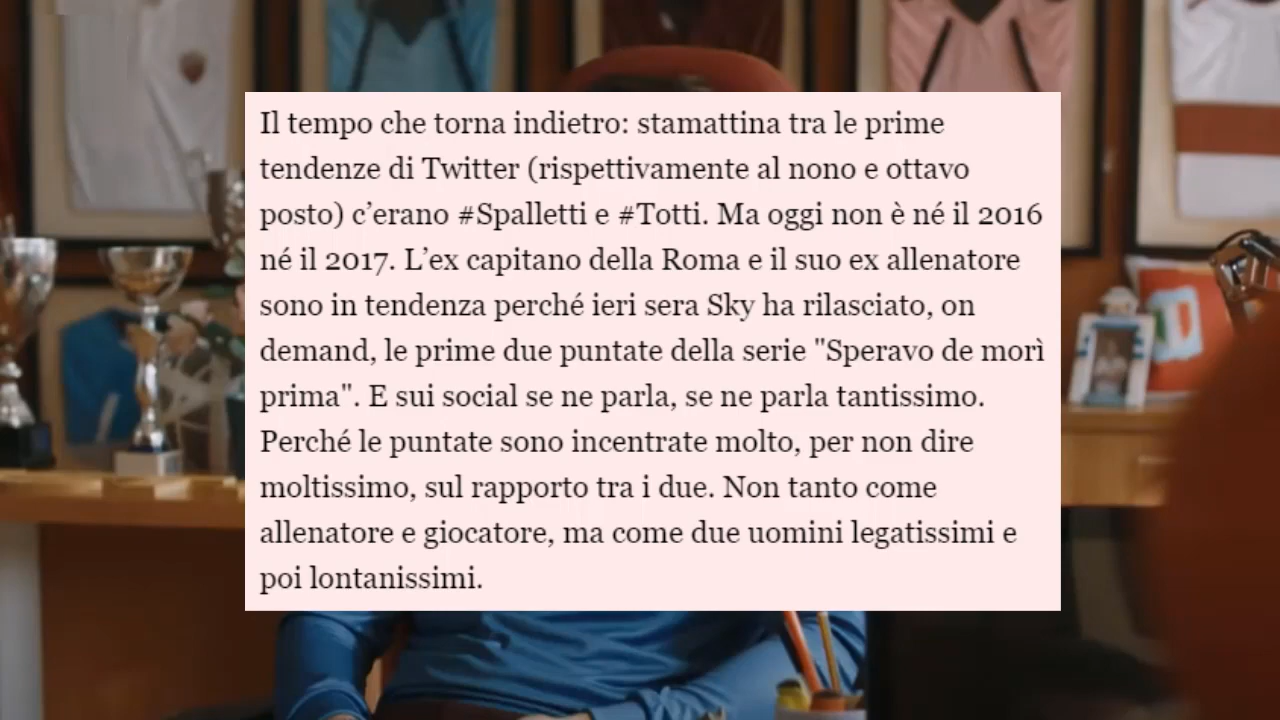 Il tempo che torna indietro: stamattina tra le prime
tendenze di Twitter (rispettivamente al nono e ottavo
posto) c’erano #Spalletti e #Totti. Ma oggi non è né il 2016
né il 2017. L’ex capitano della Roma e il suo ex allenatore
sono in tendenza perché ieri sera Sky ha rilasciato, on
demand, le prime due puntate della serie "Speravo de morì
prima". E sui social se ne parla, se ne parla tantissimo.
Perché le puntate sono incentrate molto, per non dire
moltissimo, sul rapporto tra i due. Non tanto come
allenatore e giocatore, ma come due uomini legatissimi e
poi lontanissimi.